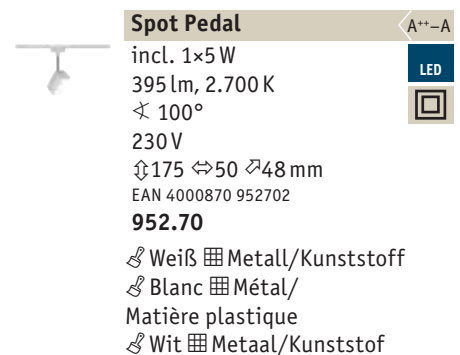 Spot Pedal A++–A
incl. 1×5 W LED
395 lm, 2.700 K
∢ 100°
230 V
⇳175 ⬄50 ⬀48 mm
EAN 4000870 952702
952.70
Weiß Metall/Kunststoff
Blanc Métal/
Matière plastique
Wit Metaal/Kunststof